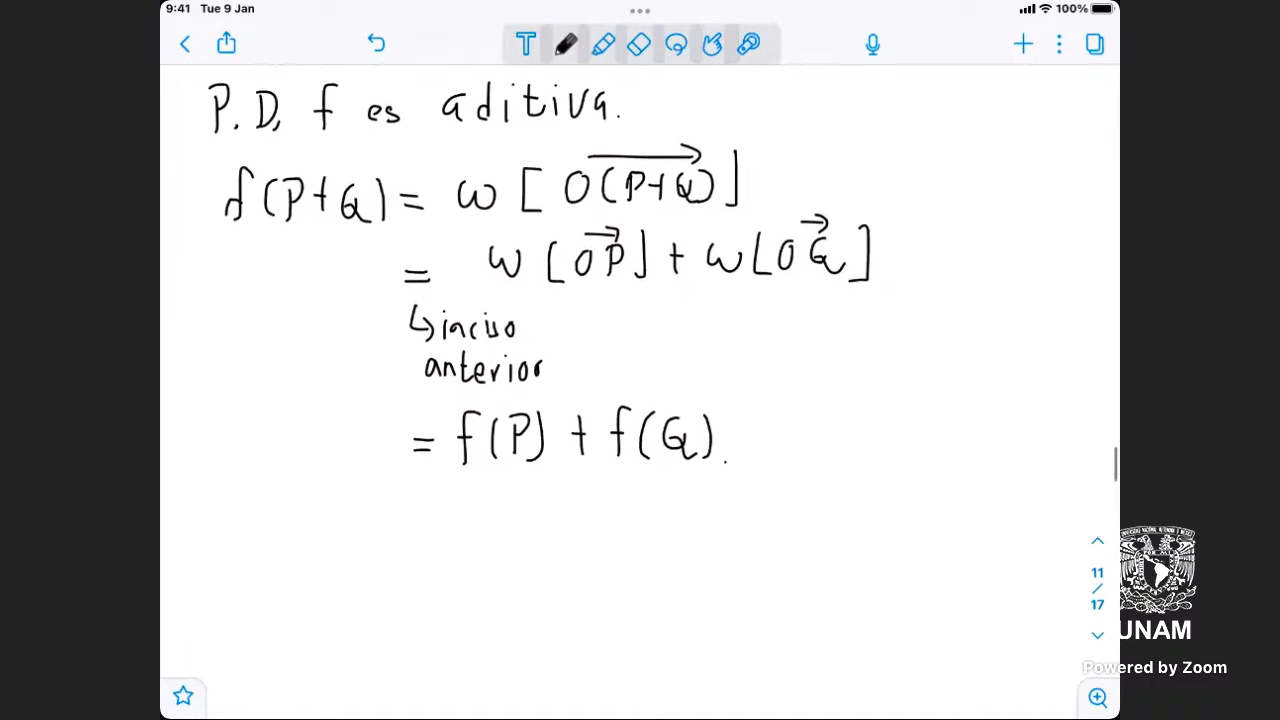 9:41 Tue 9 Jan
100%
P.D. f es aditiva.
f(P+Q) = ω[O(P+Q)→]
= ω[OP→] + ω[OQ→]
↳ inciso
anterior
= f(P) + f(Q).
11
/
17
UNAM
Powered by Zoom